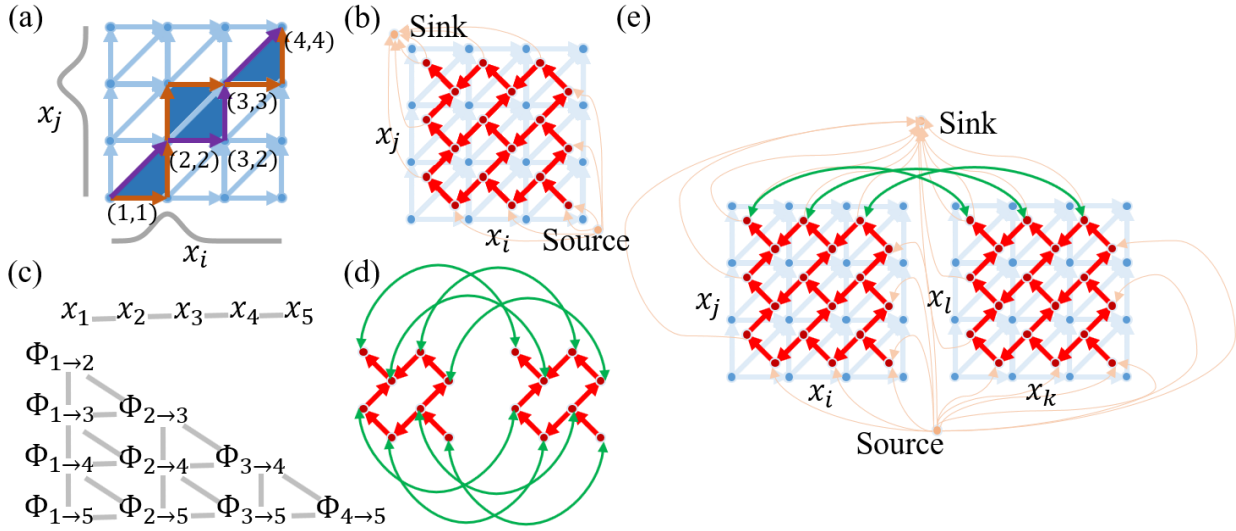 (a)
(4,4)
(3,3)
x_j
(2,2)
(3,2)
(1,1)
x_i
(b)
Sink
x_j
x_i
Source
(c)
x_1 x_2 x_3 x_4 x_5
Φ_{1→2}
Φ_{1→3} Φ_{2→3}
Φ_{1→4} Φ_{2→4} Φ_{3→4}
Φ_{1→5} Φ_{2→5} Φ_{3→5} Φ_{4→5}
(d)
(e)
Sink
x_j
x_l
x_i
x_k
Source